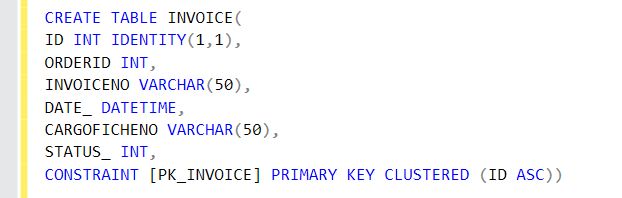 CREATE TABLE INVOICE(
ID INT IDENTITY(1,1),
ORDERID INT,
INVOICENO VARCHAR(50),
DATE_ DATETIME,
CARGOFICHENO VARCHAR(50),
STATUS_ INT,
CONSTRAINT [PK_INVOICE] PRIMARY KEY CLUSTERED (ID ASC))